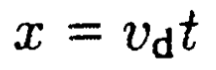 x = v_d t